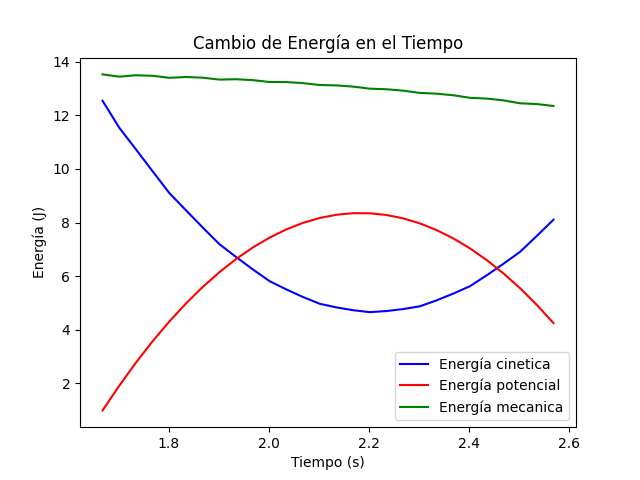 Cambio de Energía en el Tiempo
14
12
10
8
6
4
2
Energía (J)
1.8 2.0 2.2 2.4 2.6
Tiempo (s)
Energía cinetica
Energía potencial
Energía mecanica